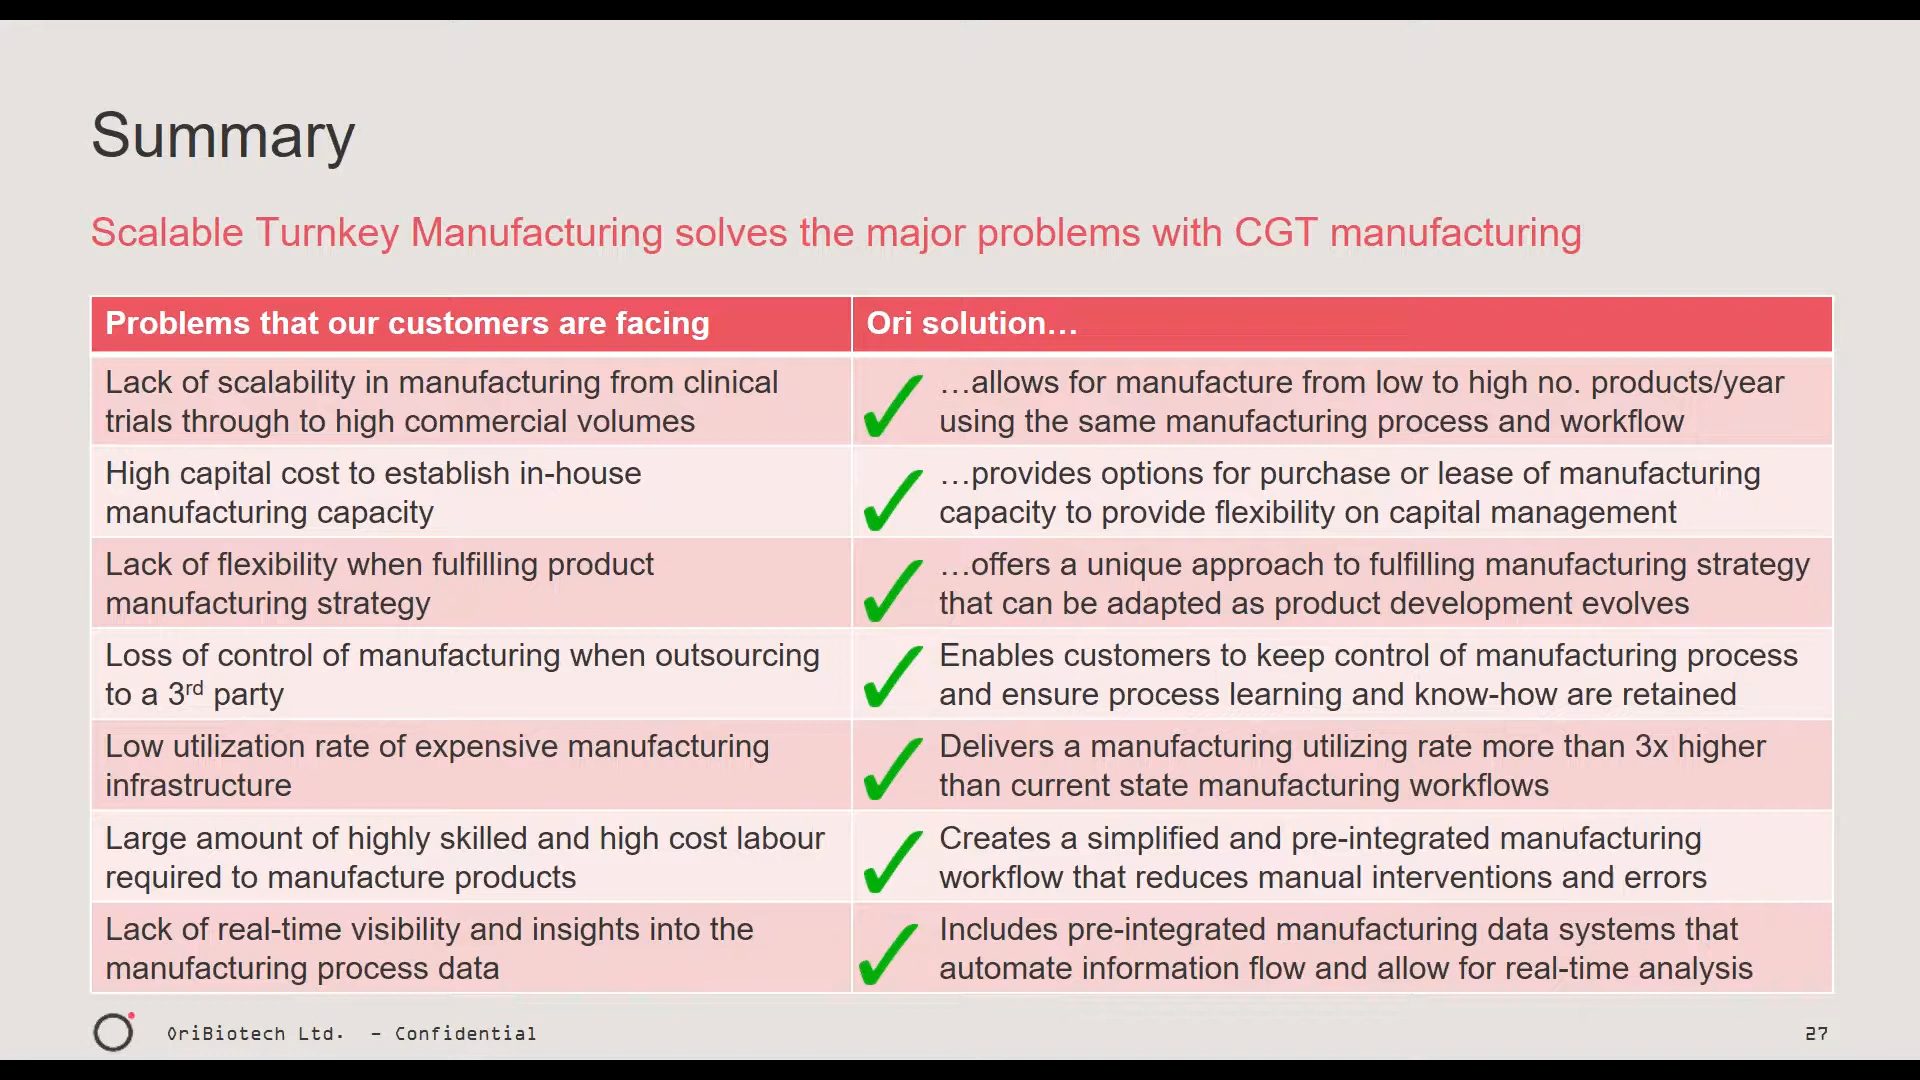 Summary
Scalable Turnkey Manufacturing solves the major problems with CGT manufacturing
Problems that our customers are facing
Ori solution…
Lack of scalability in manufacturing from clinical
trials through to high commercial volumes
…allows for manufacture from low to high no. products/year
using the same manufacturing process and workflow
High capital cost to establish in-house
manufacturing capacity
…provides options for purchase or lease of manufacturing
capacity to provide flexibility on capital management
Lack of flexibility when fulfilling product
manufacturing strategy
…offers a unique approach to fulfilling manufacturing strategy
that can be adapted as product development evolves
Loss of control of manufacturing when outsourcing
to a 3rd party
Enables customers to keep control of manufacturing process
and ensure process learning and know-how are retained
Low utilization rate of expensive manufacturing
infrastructure
Delivers a manufacturing utilizing rate more than 3x higher
than current state manufacturing workflows
Large amount of highly skilled and high cost labour
required to manufacture products
Creates a simplified and pre-integrated manufacturing
workflow that reduces manual interventions and errors
Lack of real-time visibility and insights into the
manufacturing process data
Includes pre-integrated manufacturing data systems that
automate information flow and allow for real-time analysis
OriBiotech Ltd. – Confidential
27